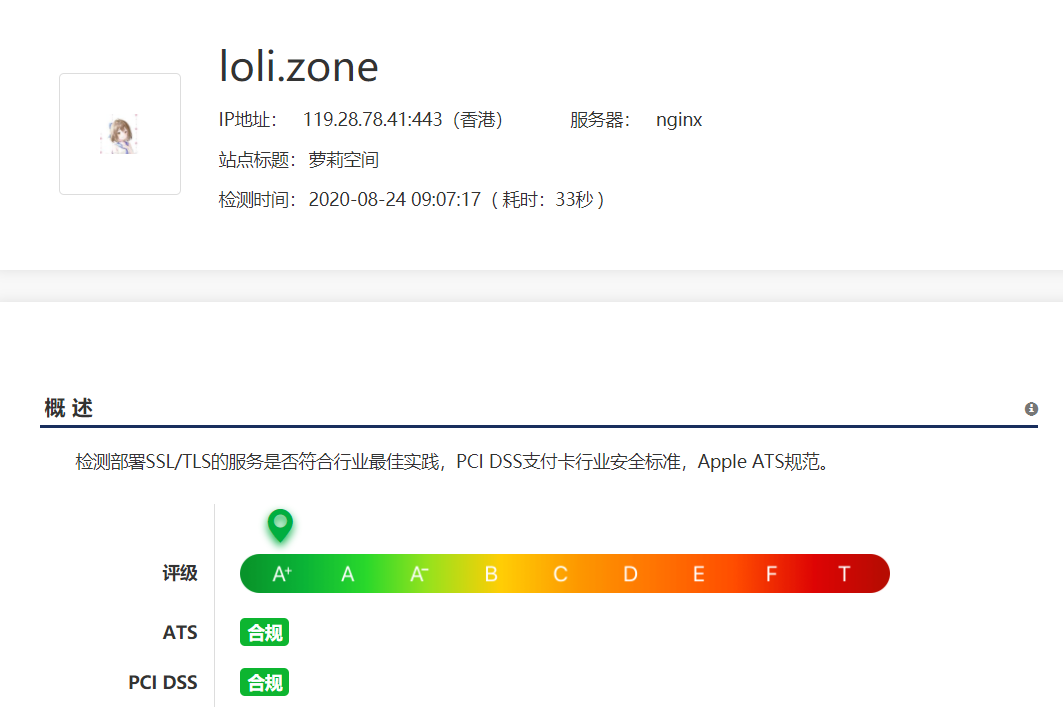 loli.zone
IP地址： 119.28.78.41:443（香港） 服务器： nginx
站点标题： 萝莉空间
检测时间： 2020-08-24 09:07:17（ 耗时：33秒 ）
概 述
检测部署SSL/TLS的服务是否符合行业最佳实践，PCI DSS支付卡行业安全标准，Apple ATS规范。
评级 A+ A A- B C D E F T
ATS 合规
PCI DSS 合规